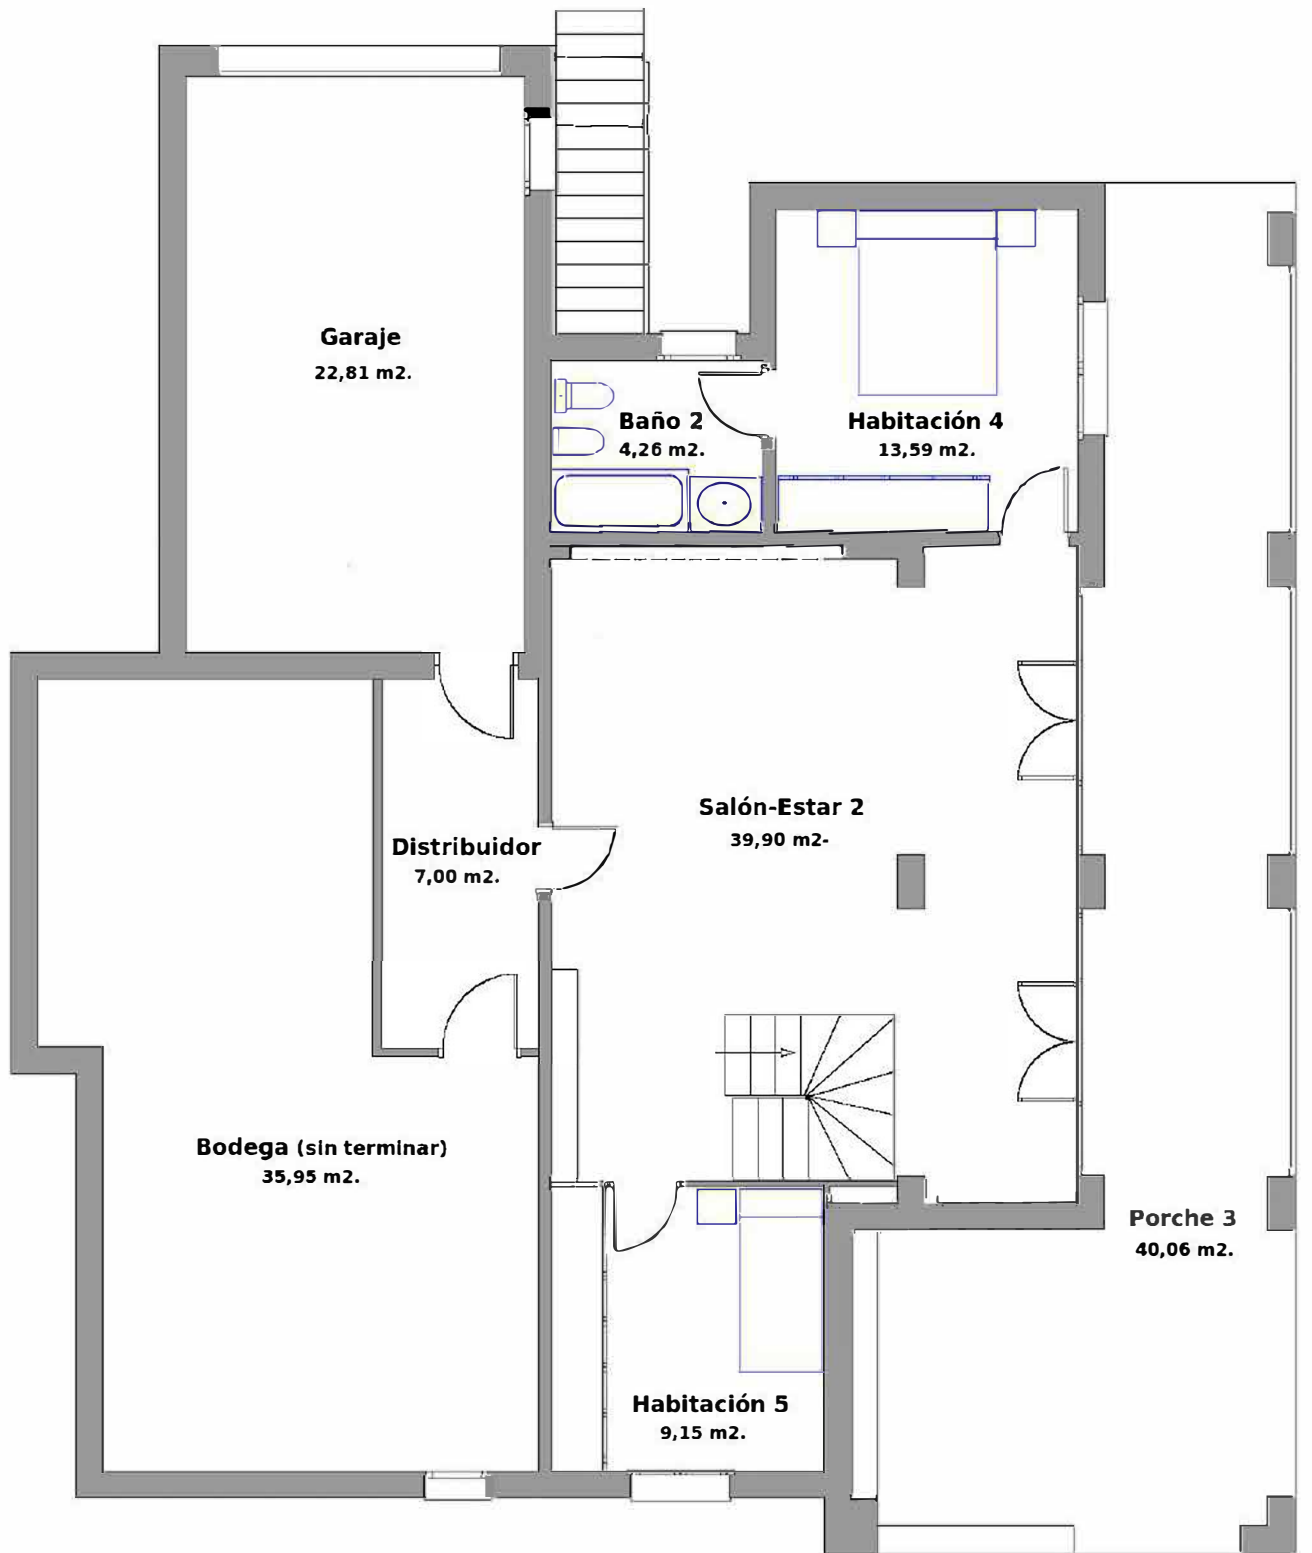 Garaje
22,81 m2.
Baño 2
4,26 m2.
Habitación 4
13,59 m2.
Salón-Estar 2
39,90 m2-
Distribuidor
7,00 m2.
Bodega (sin terminar)
35,95 m2.
Porche 3
40,06 m2.
Habitación 5
9,15 m2.